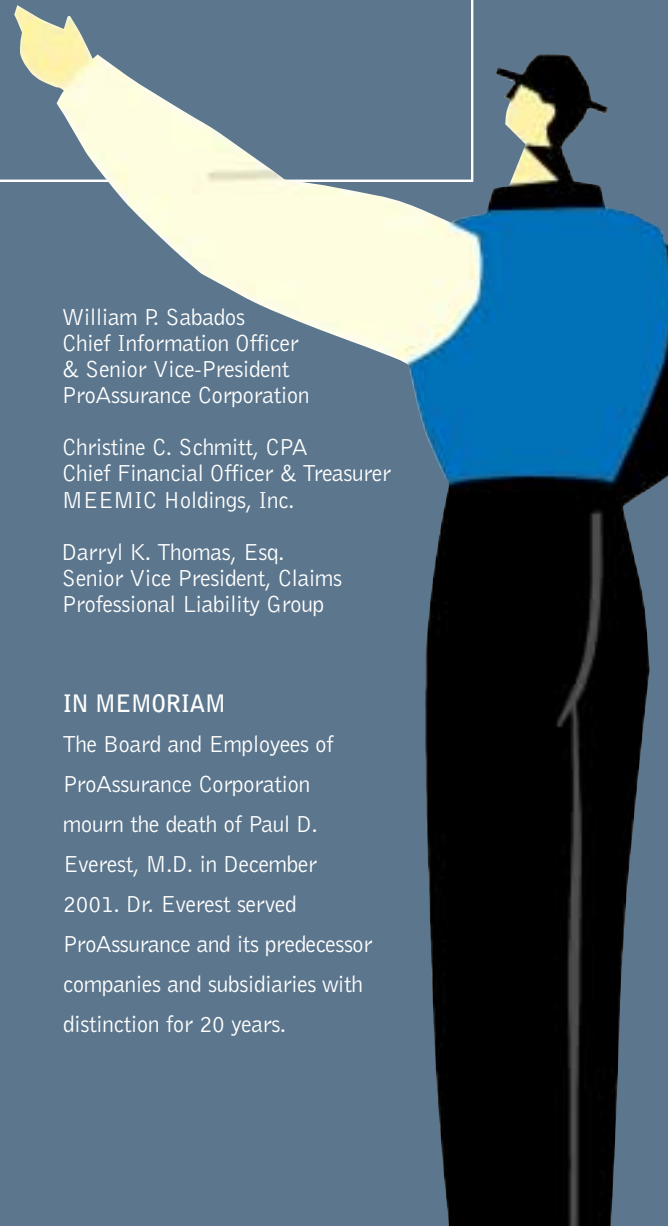 William P. Sabados
Chief Information Officer
& Senior Vice-President
ProAssurance Corporation
Christine C. Schmitt, CPA
Chief Financial Officer & Treasurer
MEEMIC Holdings, Inc.
Darryl K. Thomas, Esq.
Senior Vice President, Claims
Professional Liability Group
IN MEMORIAM
The Board and Employees of
ProAssurance Corporation
mourn the death of Paul D.
Everest, M.D. in December
2001. Dr. Everest served
ProAssurance and its predecessor
companies and subsidiaries with
distinction for 20 years.